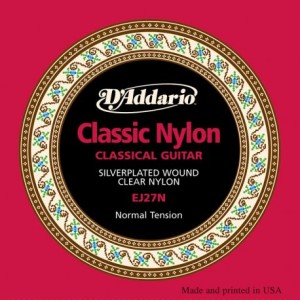 D'Addario
Classic Nylon
CLASSICAL GUITAR
SILVERPLATED WOUND
CLEAR NYLON
EJ27N
Normal Tension
Made and printed in USA